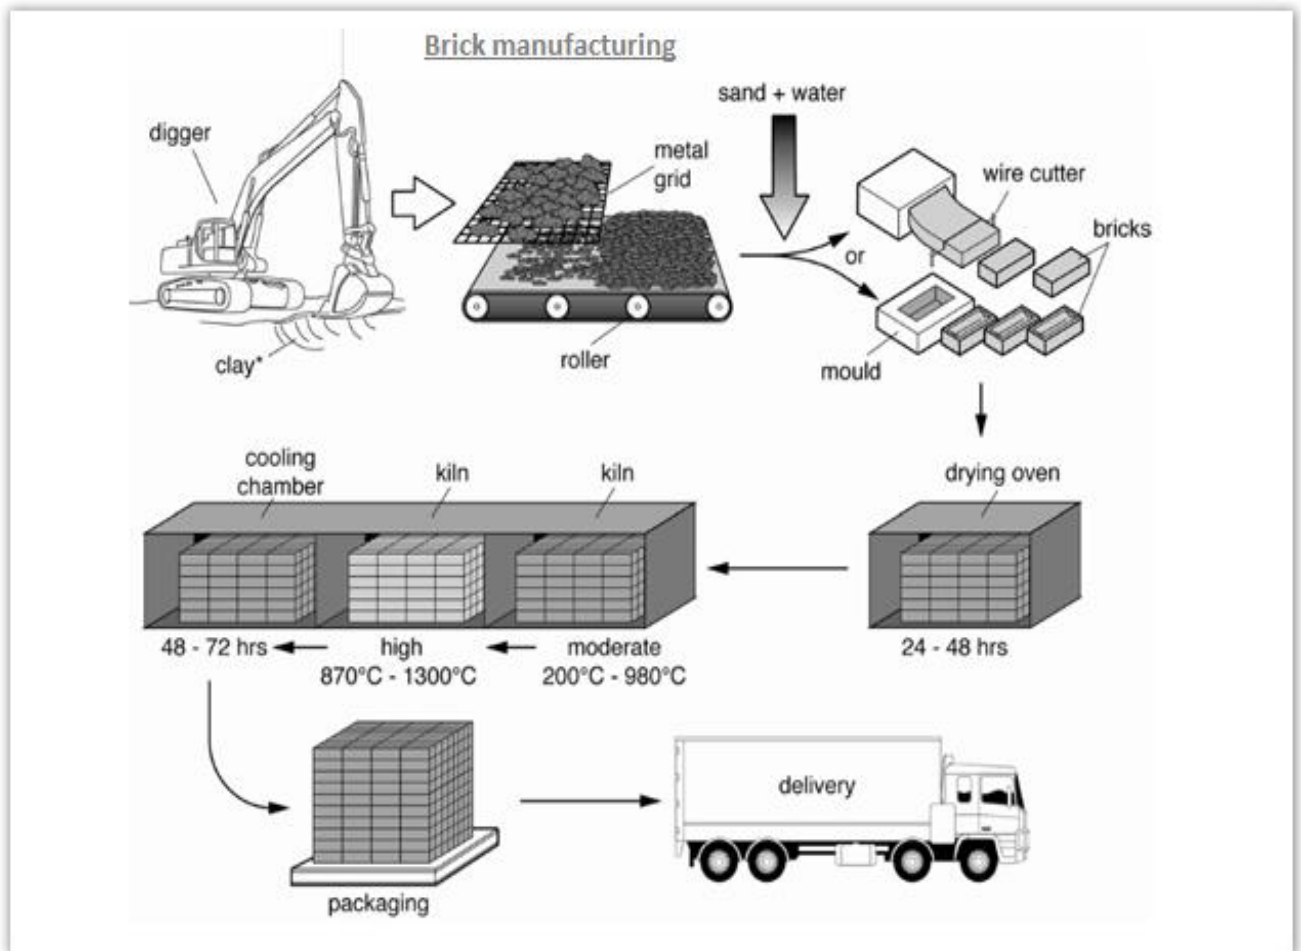 Brick manufacturing
digger
clay*
metal
grid
roller
sand + water
or
wire cutter
bricks
mould
drying oven
24 - 48 hrs
kiln
moderate
200°C - 980°C
kiln
high
870°C - 1300°C
cooling
chamber
48 - 72 hrs
packaging
delivery